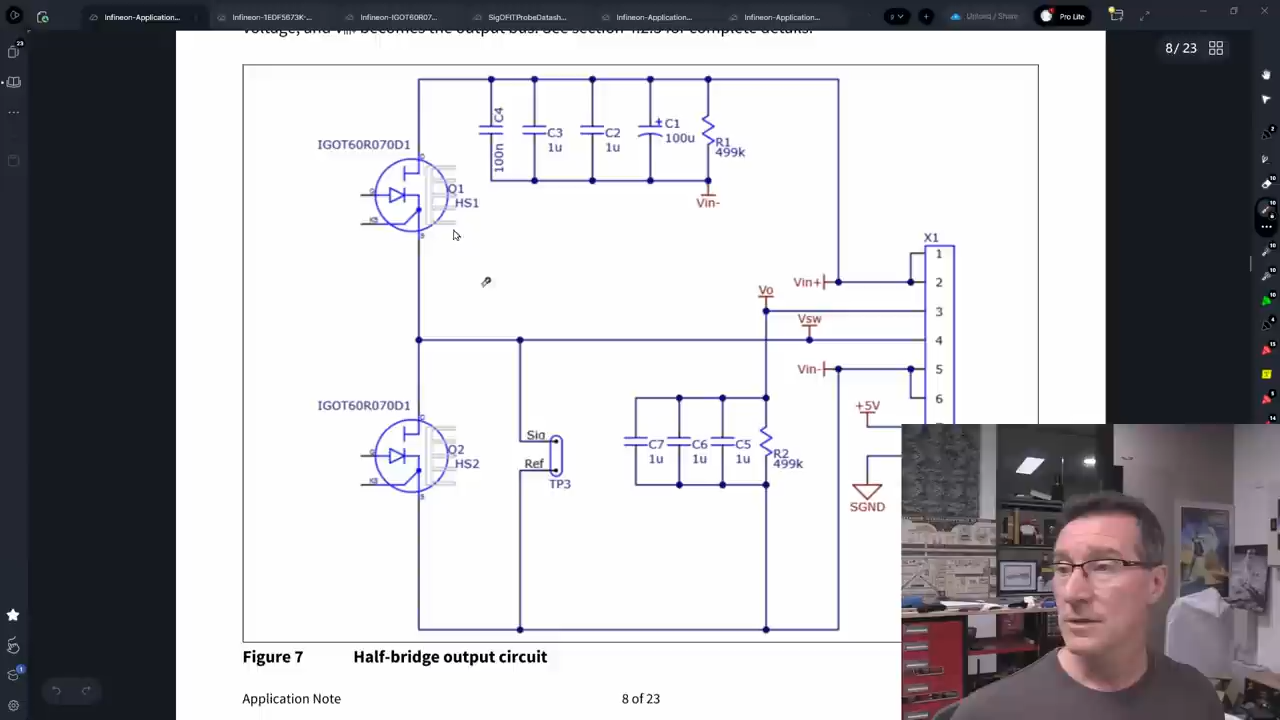 Infineon-Application...
Infineon-1EDF5673K-...
Infineon-IGOT60R07...
SigOFITProbeDatash...
Infineon-Application...
Infineon-Application...
Upload / Share
Pro Lite
23
8 / 23
IGOT60R070D1
Q1
HS1
C4
100n
C3
1u
C2
1u
+
C1
100u
R1
499k
Vin-
X1
1
Vin+
2
Vo
3
Vsw
4
Vin-
5
6
+5V
IGOT60R070D1
Q2
HS2
Sig
Ref
TP3
C7
1u
C6
1u
C5
1u
R2
499k
SGND
Figure 7 Half-bridge output circuit
Application Note 8 of 23